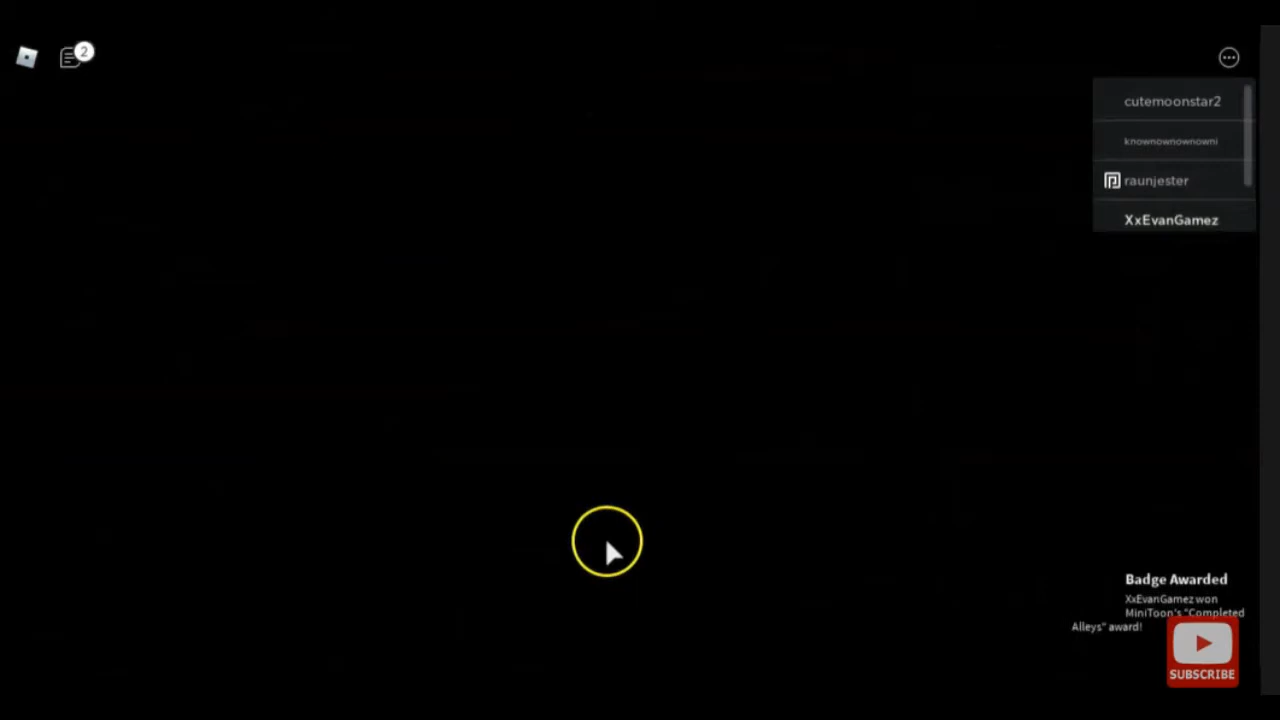 2
cutemoonstar2
knownownownowni
raunjester
XxEvanGamez
Badge Awarded
XxEvanGamez won
MiniToon's "Completed
Alleys" award!
SUBSCRIBE